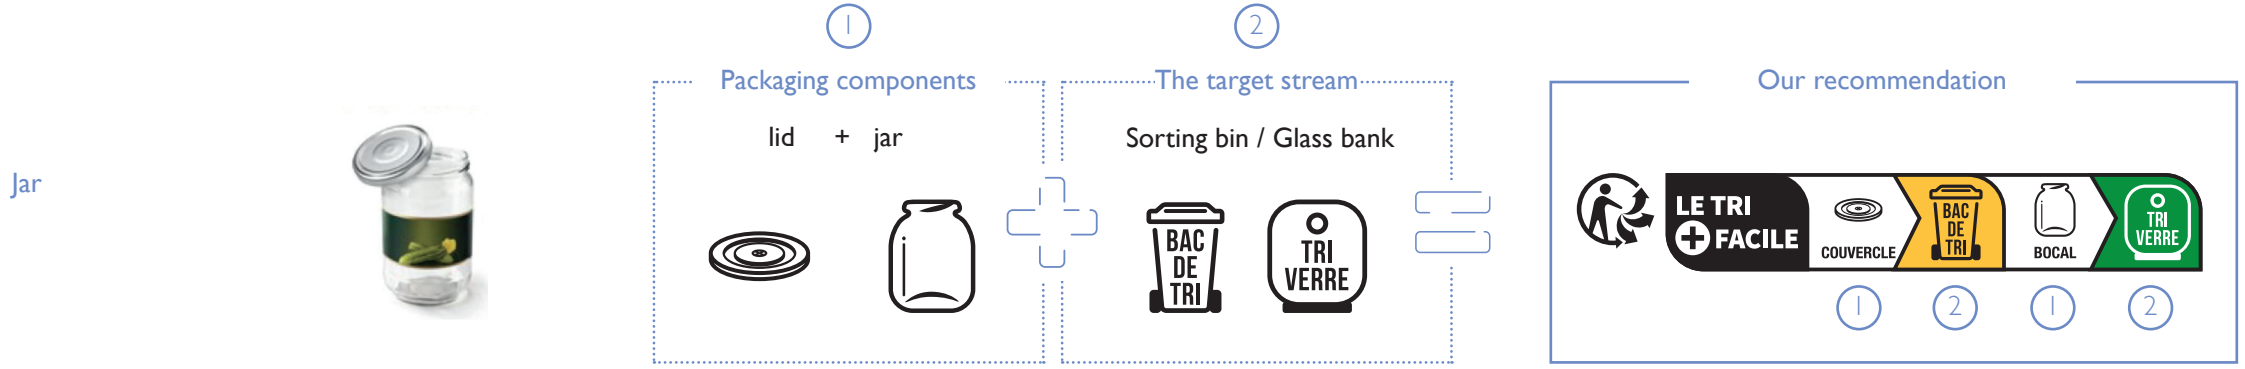 Jar
1
Packaging components
lid + jar
2
The target stream
Sorting bin / Glass bank
BAC
DE
TRI
TRI
VERRE
Our recommendation
LE TRI
+ FACILE
COUVERCLE
BAC
DE
TRI
BOCAL
TRI
VERRE
1 2 1 2